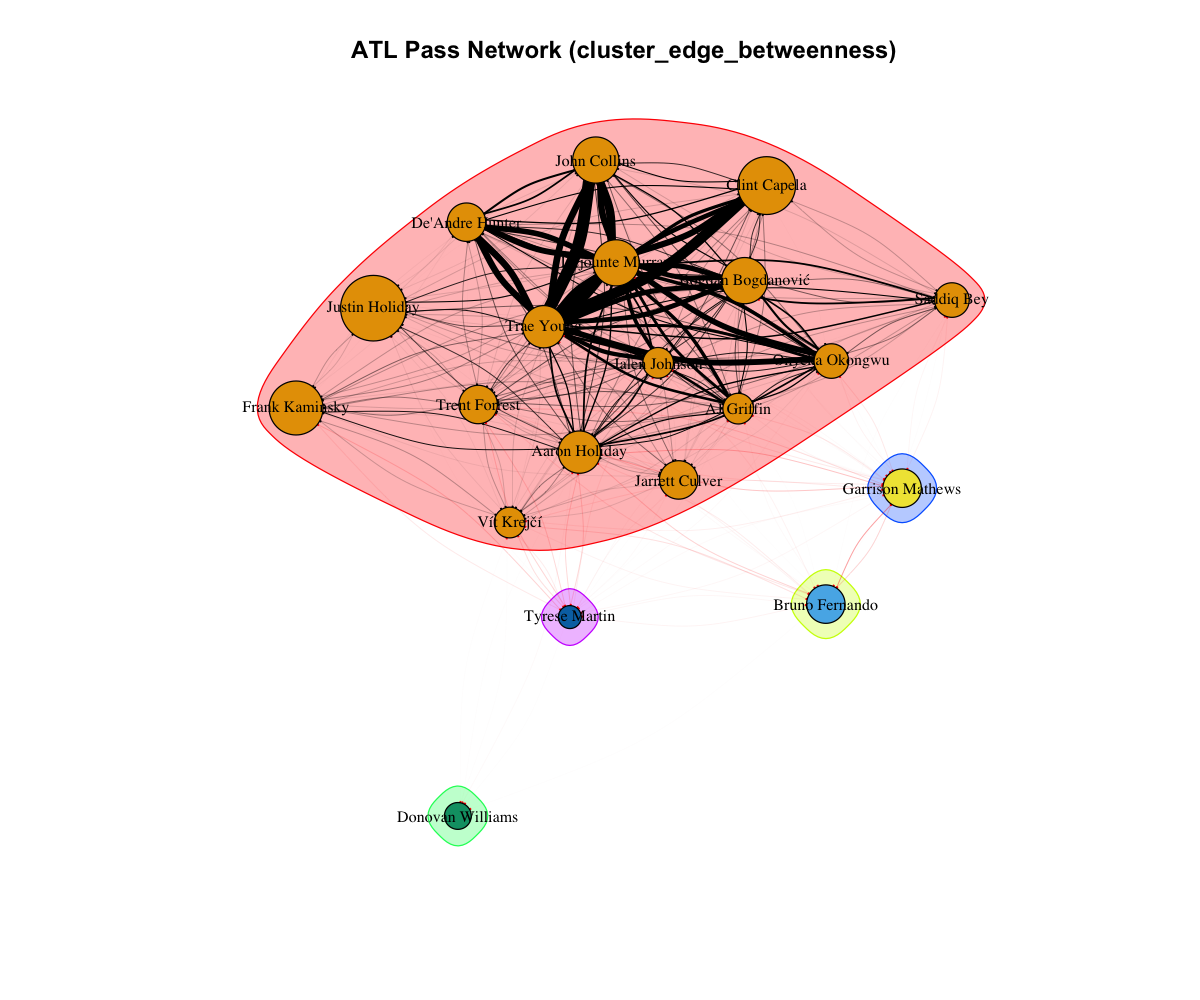 ATL Pass Network (cluster_edge_betweenness)
John Collins
Clint Capela
De'Andre Hunter
Dejounte Murray
Bogdan Bogdanović
Justin Holiday
Saddiq Bey
Trae Young
Jalen Johnson
Onyeka Okongwu
Frank Kaminsky
Trent Forrest
AJ Griffin
Aaron Holiday
Jarrett Culver
Garrison Mathews
Vít Krejčí
Bruno Fernando
Tyrese Martin
Donovan Williams